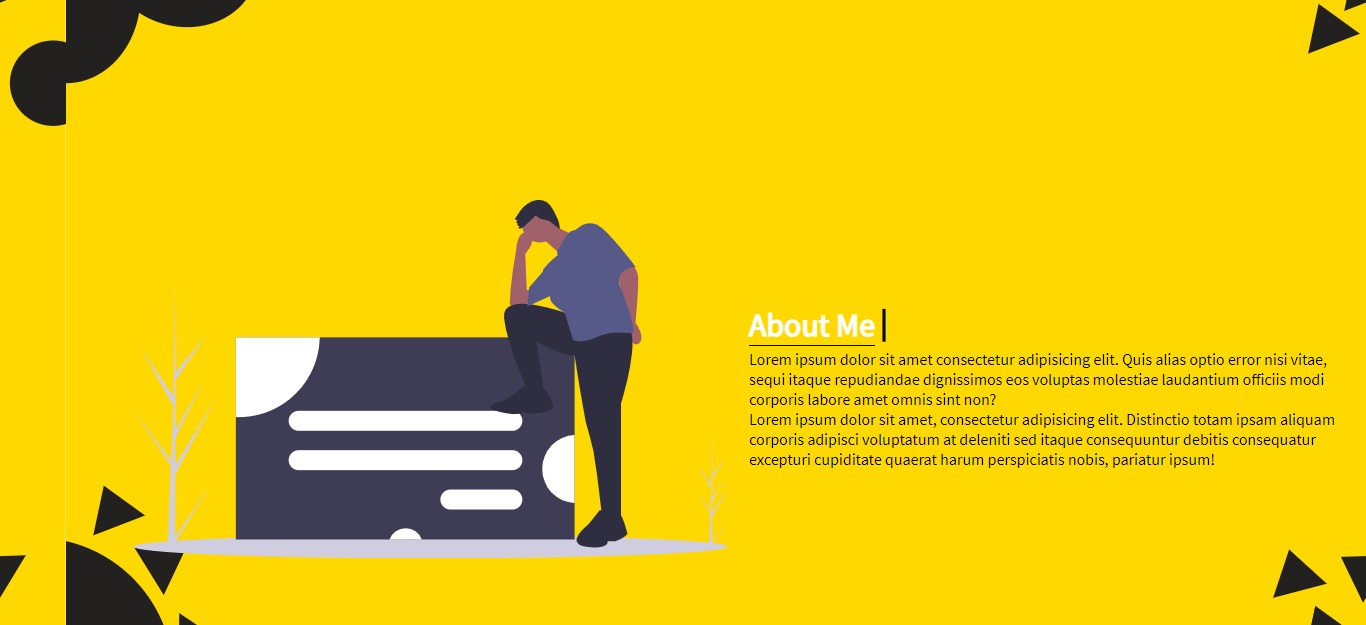 About Me
Lorem ipsum dolor sit amet consectetur adipisicing elit. Quis alias optio error nisi vitae,
sequi itaque repudiandae dignissimos eos voluptas molestiae laudantium officiis modi
corporis labore amet omnis sint non?
Lorem ipsum dolor sit amet, consectetur adipisicing elit. Distinctio totam ipsam aliquam
corporis adipisci voluptatum at deleniti sed itaque consequuntur debitis consequatur
excepturi cupiditate quaerat harum perspiciatis nobis, pariatur ipsum!